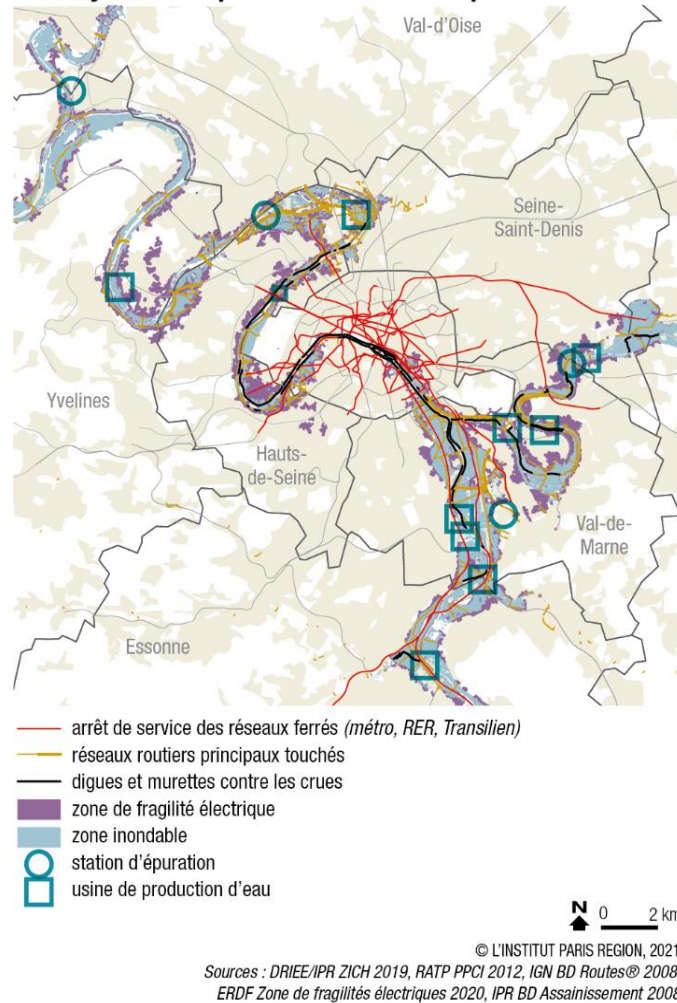 Val-d'Oise
Seine-
Saint-Denis
Yvelines
Hauts-
de-Seine
Val-de-
Marne
Essonne
arrêt de service des réseaux ferrés (métro, RER, Transilien)
réseaux routiers principaux touchés
digues et murettes contre les crues
zone de fragilité électrique
zone inondable
station d'épuration
usine de production d'eau
N 0 2 km
© L'INSTITUT PARIS REGION, 2021
Sources : DRIEE/IPR ZICH 2019, RATP PPCI 2012, IGN BD Routes® 2008
ERDF Zone de fragilités électriques 2020, IPR BD Assainissement 2008